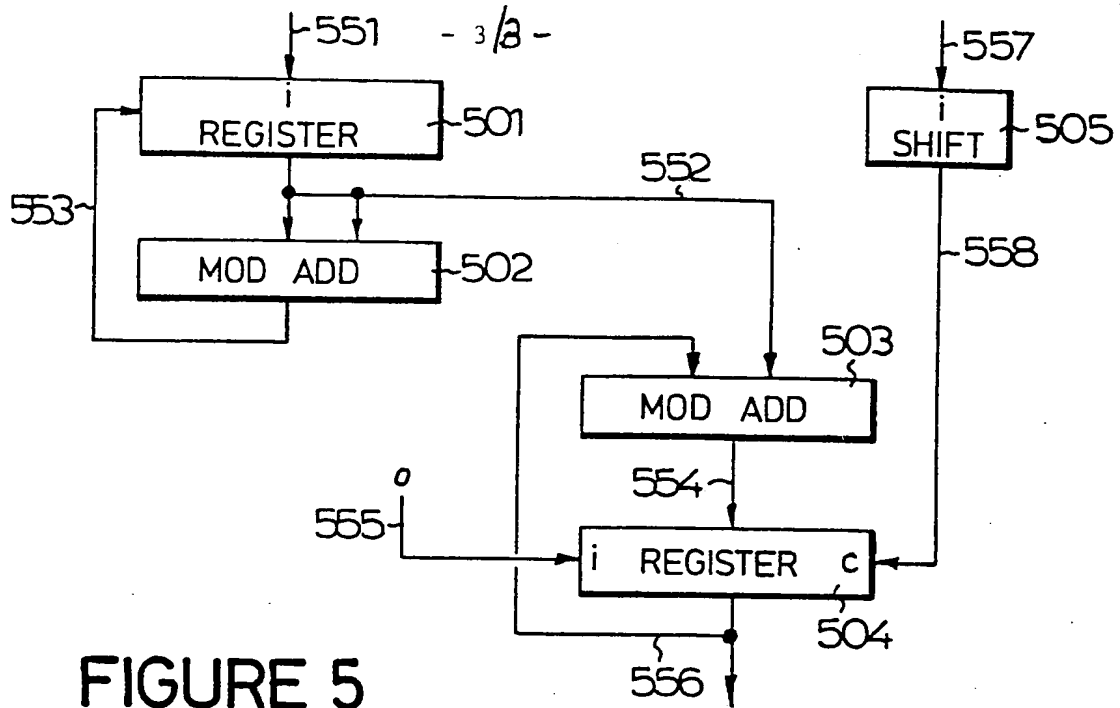 551
- 3/8 -
557
i
REGISTER
501
i
SHIFT
505
552
553
MOD ADD
502
558
503
MOD ADD
554
0
555
i REGISTER c
504
556
FIGURE 5